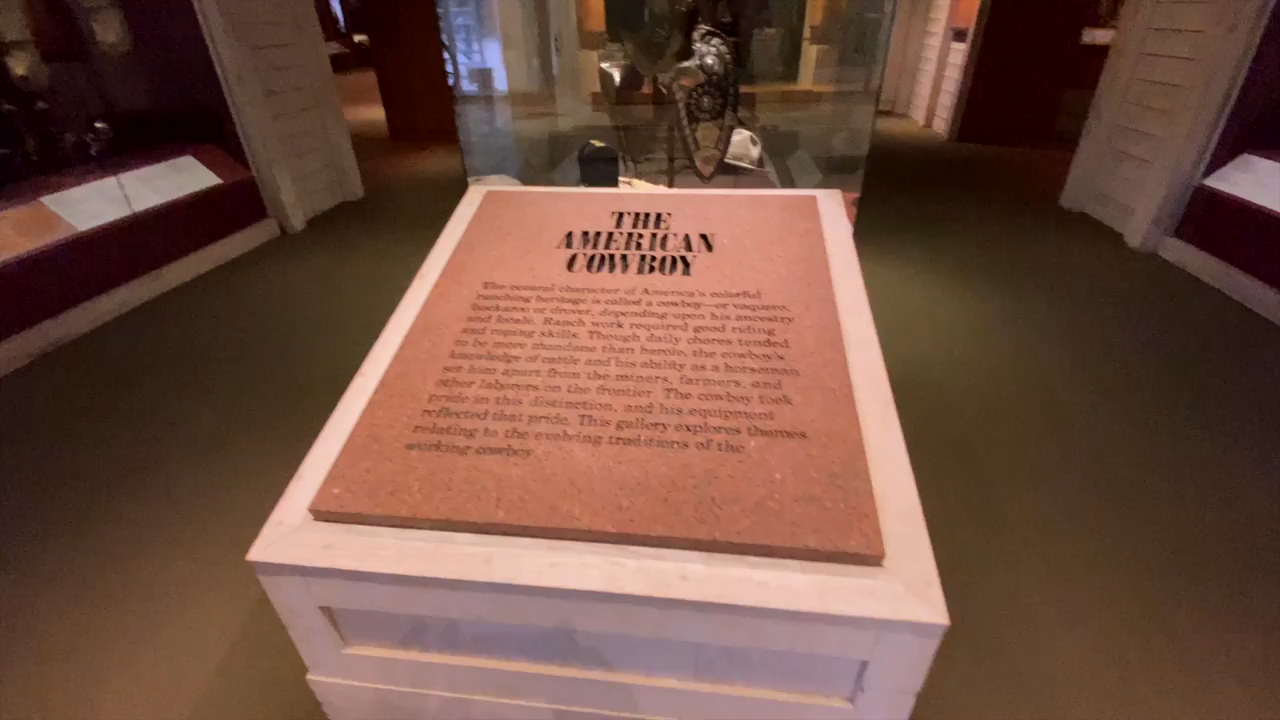 THE
AMERICAN
COWBOY
The central character of America's colorful
ranching heritage is called a cowboy—or vaquero,
buckaroo or drover, depending upon his ancestry
and locale. Ranch work required good riding
and roping skills. Though daily chores tended
to be more mundane than heroic, the cowboy's
knowledge of cattle and his ability as a horseman
set him apart from the miners, farmers, and
other laborers on the frontier. The cowboy took
pride in this distinction, and his equipment
reflected that pride. This gallery explores themes
relating to the evolving traditions of the
working cowboy.